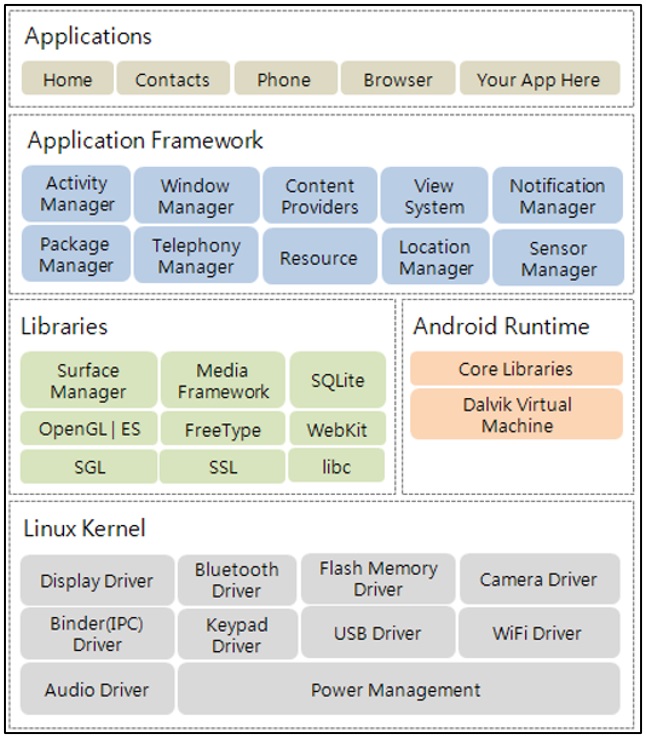 Applications
Home
Contacts
Phone
Browser
Your App Here
Application Framework
Activity
Manager
Window
Manager
Content
Providers
View
System
Notification
Manager
Package
Manager
Telephony
Manager
Resource
Location
Manager
Sensor
Manager
Libraries
Surface
Manager
Media
Framework
SQLite
OpenGL | ES
FreeType
WebKit
SGL
SSL
libc
Android Runtime
Core Libraries
Dalvik Virtual
Machine
Linux Kernel
Display Driver
Bluetooth
Driver
Flash Memory
Driver
Camera Driver
Binder(IPC)
Driver
Keypad
Driver
USB Driver
WiFi Driver
Audio Driver
Power Management